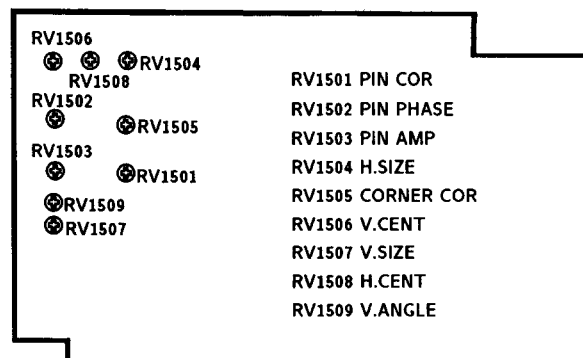 RV1506
RV1504
RV1508
RV1502
RV1505
RV1503
RV1501
RV1509
RV1507
RV1501 PIN COR
RV1502 PIN PHASE
RV1503 PIN AMP
RV1504 H.SIZE
RV1505 CORNER COR
RV1506 V.CENT
RV1507 V.SIZE
RV1508 H.CENT
RV1509 V.ANGLE